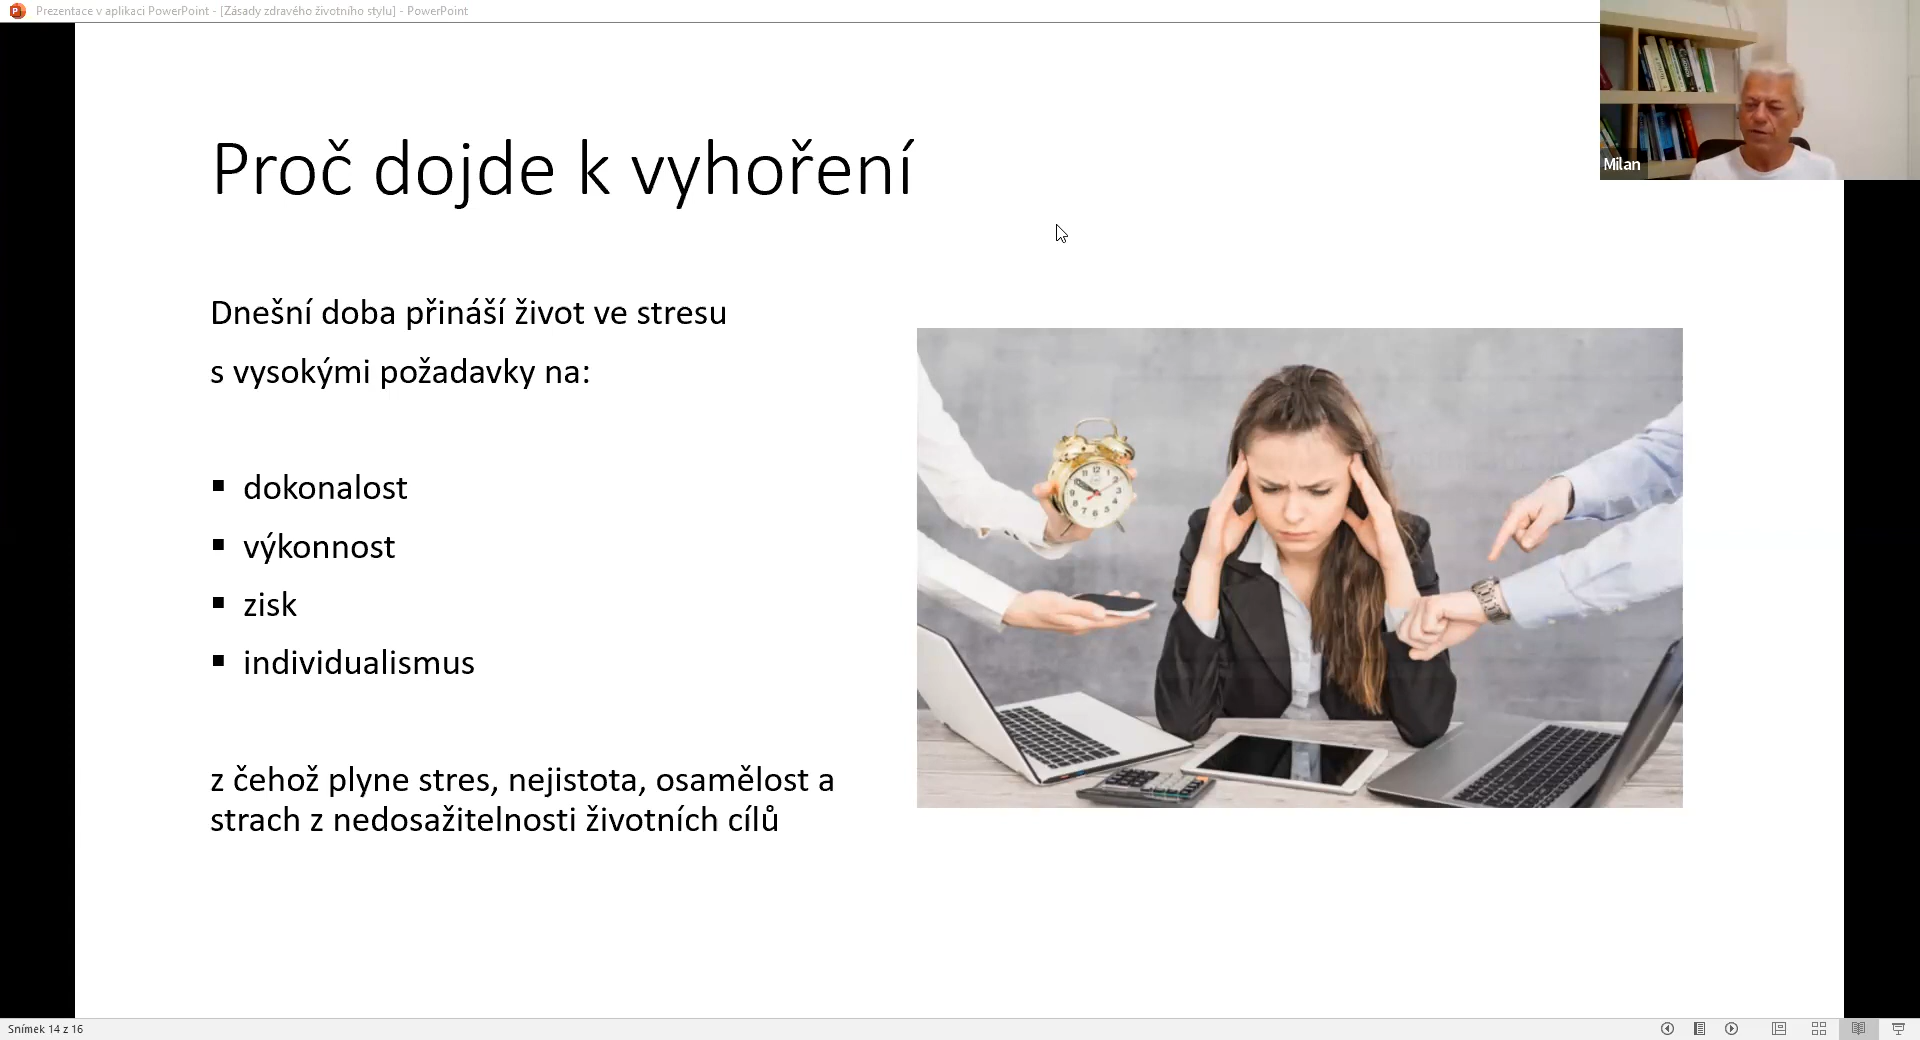 Prezentace v aplikaci PowerPoint - [Zásady zdravého životního stylu] - PowerPoint
Milan
Proč dojde k vyhoření
Dnešní doba přináší život ve stresu
s vysokými požadavky na:
▪ dokonalost
▪ výkonnost
▪ zisk
▪ individualismus
z čehož plyne stres, nejistota, osamělost a
strach z nedosažitelnosti životních cílů
Snímek 14 z 16